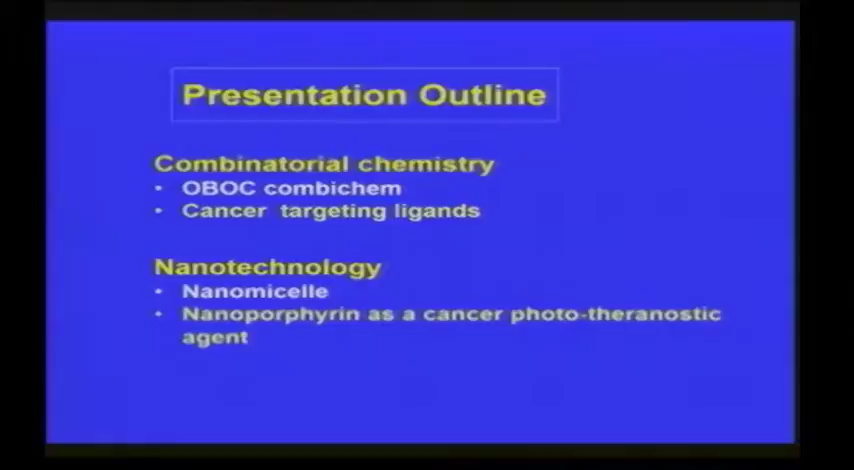 Presentation Outline
Combinatorial chemistry
• OBOC combichem
• Cancer targeting ligands
Nanotechnology
• Nanomicelle
• Nanoporphyrin as a cancer photo-theranostic
agent